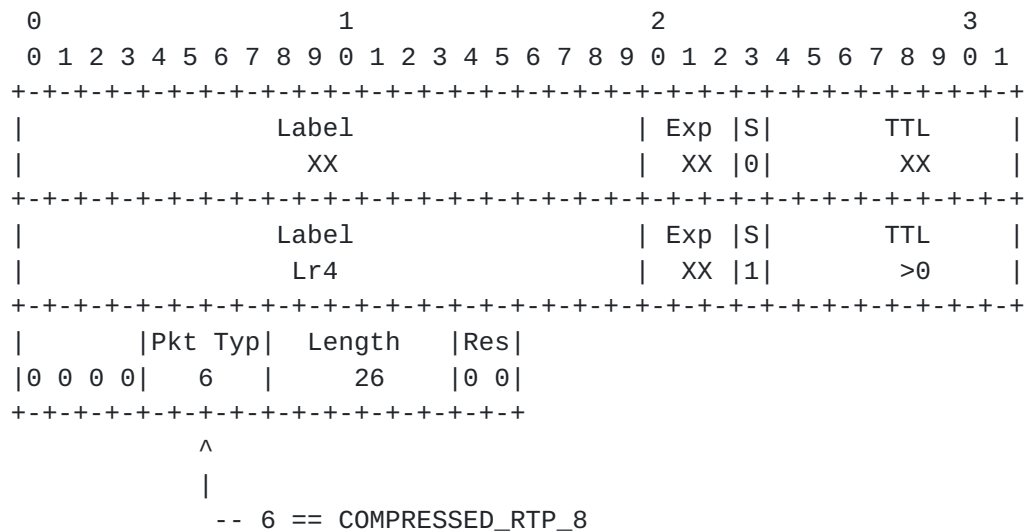 0                   1                   2                   3
 0 1 2 3 4 5 6 7 8 9 0 1 2 3 4 5 6 7 8 9 0 1 2 3 4 5 6 7 8 9 0 1
+-+-+-+-+-+-+-+-+-+-+-+-+-+-+-+-+-+-+-+-+-+-+-+-+-+-+-+-+-+-+-+-+
|                Label                  | Exp |S|       TTL     |
|                  XX                   |  XX |0|        XX     |
+-+-+-+-+-+-+-+-+-+-+-+-+-+-+-+-+-+-+-+-+-+-+-+-+-+-+-+-+-+-+-+-+
|                Label                  | Exp |S|       TTL     |
|                 Lr4                   |  XX |1|        >0     |
+-+-+-+-+-+-+-+-+-+-+-+-+-+-+-+-+-+-+-+-+-+-+-+-+-+-+-+-+-+-+-+-+
|       |Pkt Typ|  Length   |Res|
|0 0 0 0|   6   |     26    |0 0|
+-+-+-+-+-+-+-+-+-+-+-+-+-+-+-+-+
            ^
            |
             -- 6 == COMPRESSED_RTP_8